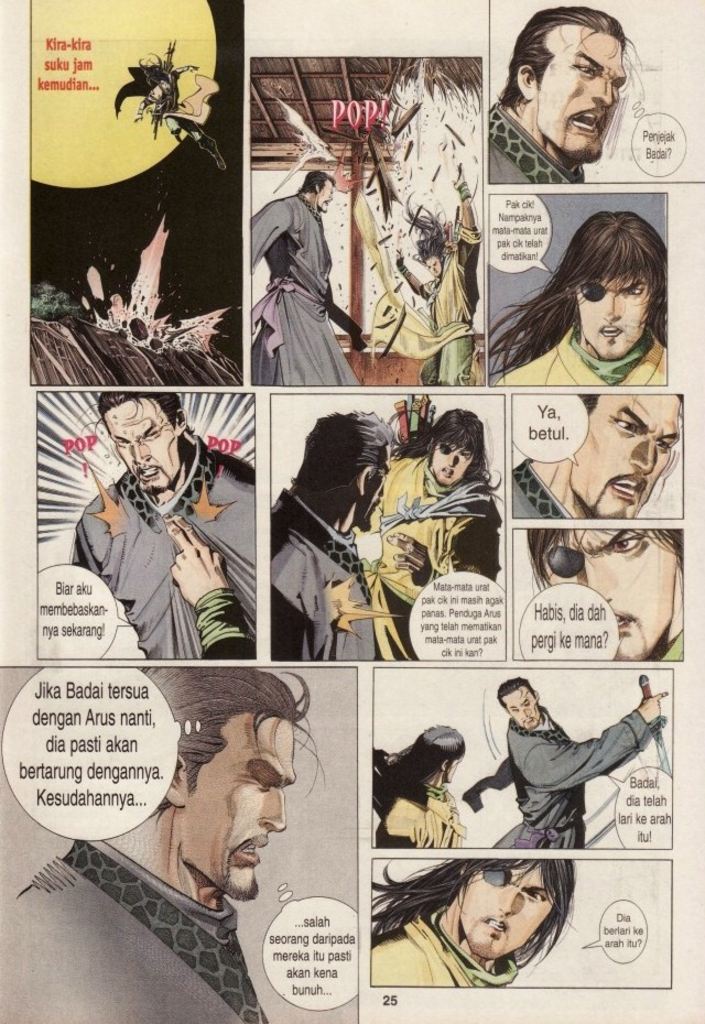 Kira-kira
suku jam
kemudian...
POP!
Penjejak
Badai?
Pak cik!
Nampaknya
mata-mata urat
pak cik telah
dimatikan!
POP
!
POP
!
Biar aku
membebaskan-
nya sekarang!
Mata-mata urat
pak cik ini masih agak
panas. Penduga Arus
yang telah mematikan
mata-mata urat pak
cik ini kan?
Ya,
betul.
Habis, dia dah
pergi ke mana?
Jika Badai tersua
dengan Arus nanti,
dia pasti akan
bertarung dengannya.
Kesudahannya...
...salah
seorang daripada
mereka itu pasti
akan kena
bunuh...
Badai,
dia telah
lari ke arah
itu!
Dia
berlari ke
arah itu?
25